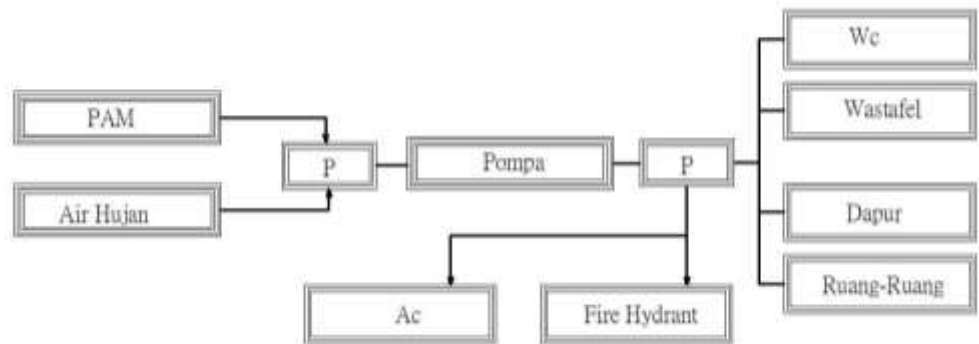 Wc
PAM
Wastafel
P
Pompa
P
Air Hujan
Dapur
Ac
Fire Hydrant
Ruang-Ruang